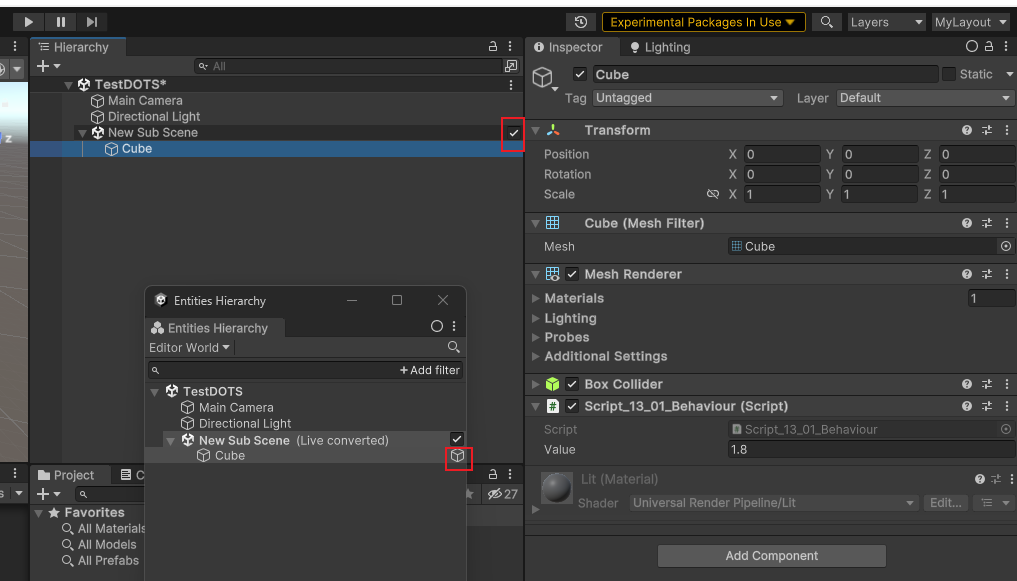 Experimental Packages In Use
Layers
MyLayout
Hierarchy
All
TestDOTS*
Main Camera
Directional Light
New Sub Scene
Cube
z
Entities Hierarchy
Entities Hierarchy
Editor World
+ Add filter
TestDOTS
Main Camera
Directional Light
New Sub Scene (Live converted)
Cube
Project
C
27
Favorites
All Materials
All Models
All Prefabs
Inspector
Lighting
Cube
Static
Tag Untagged Layer Default
Transform
Position X 0 Y 0 Z 0
Rotation X 0 Y 0 Z 0
Scale X 1 Y 1 Z 1
Cube (Mesh Filter)
Mesh Cube
Mesh Renderer
Materials 1
Lighting
Probes
Additional Settings
Box Collider
# Script_13_01_Behaviour (Script)
Script Script_13_01_Behaviour
Value 1.8
Lit (Material)
Shader Universal Render Pipeline/Lit Edit...
Add Component